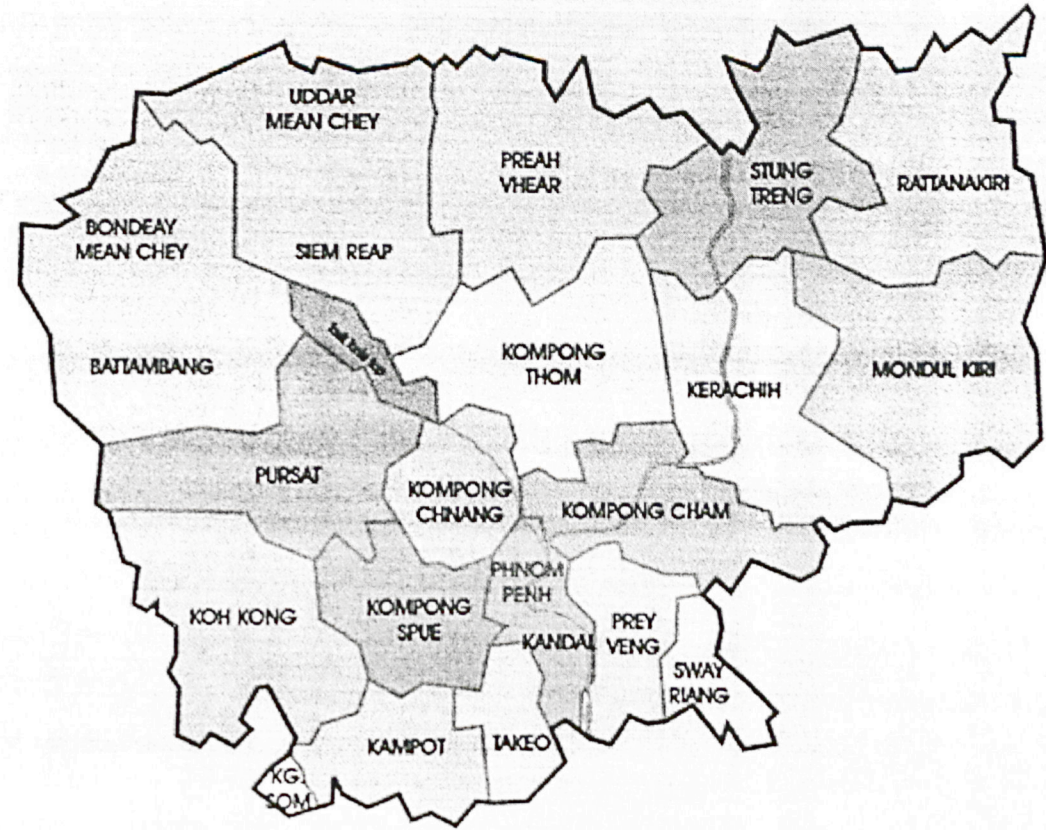 UDDAR
MEAN CHEY
PREAH
VHEAR
STUNG
TRENG
RATTANAKIRI
BONDEAY
MEAN CHEY
SIEM REAP
BATTAMBANG
KOMPONG
THOM
KERACHIH
MONDUL KIRI
PURSAT
KOMPONG
CHNANG
KOMPONG CHAM
PHNOM
PENH
KOH KONG
KOMPONG
SPUE
KANDAL
PREY
VENG
SWAY
RIANG
KAMPOT
TAKEO
KG.
SOM